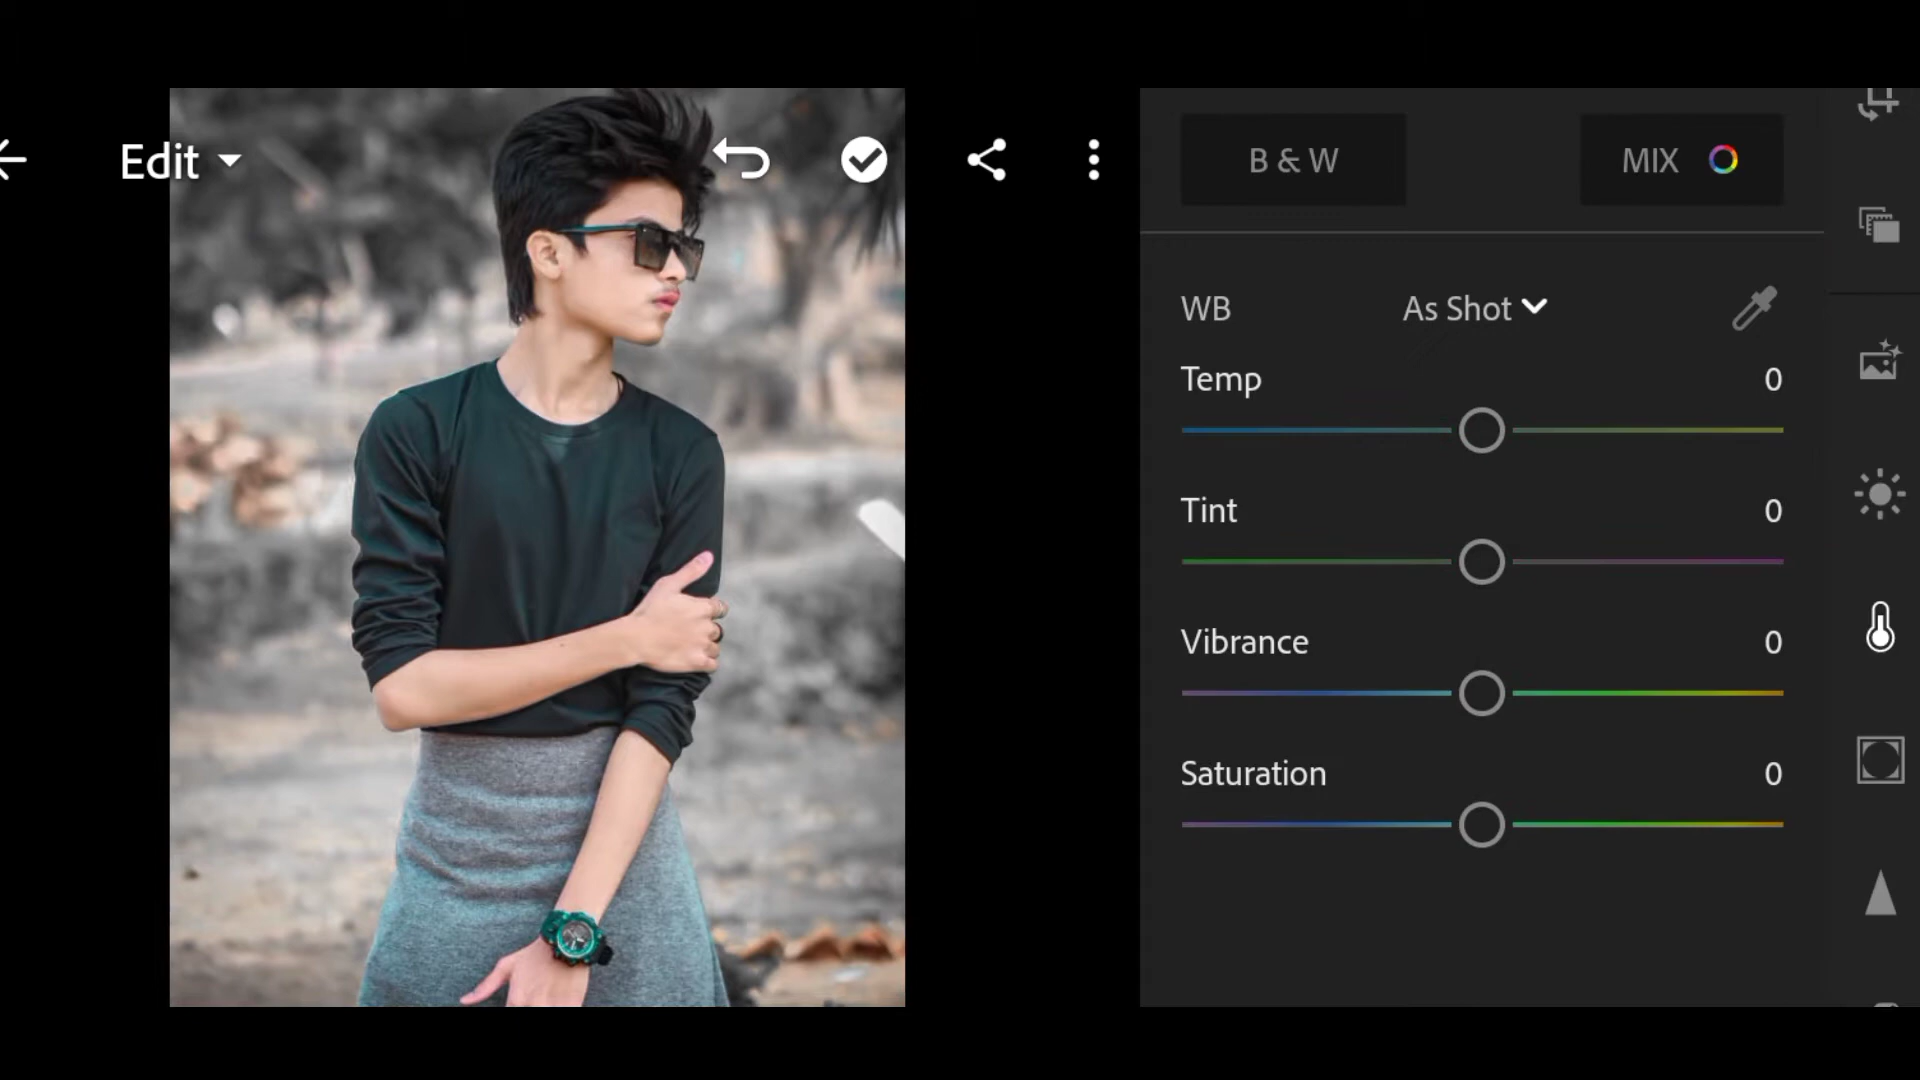 Edit
B & W
MIX
WB
As Shot
Temp
0
Tint
0
Vibrance
0
Saturation
0